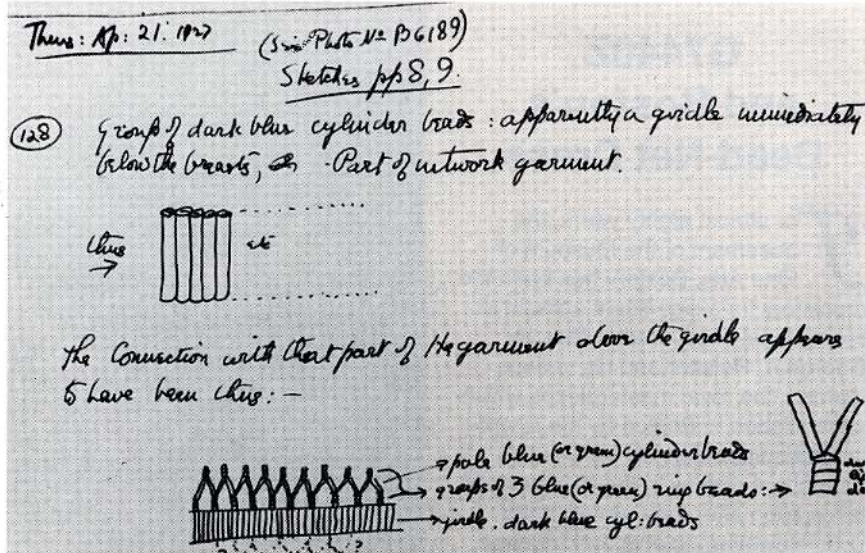 Thurs: Ap: 21: 1927
(See Photo No B6189)
Sketches pp 8, 9.
128
Group of dark blue cylinder beads: apparently a girdle immediately
below the breasts, Part of network garment.
thus
etc
The Connection with that part of the garment above the girdle appears
to have been thus: —
pale blue (or green) cylinder beads
groups of 3 blue (or green) ring beads: →
girdle. dark blue cyl: beads